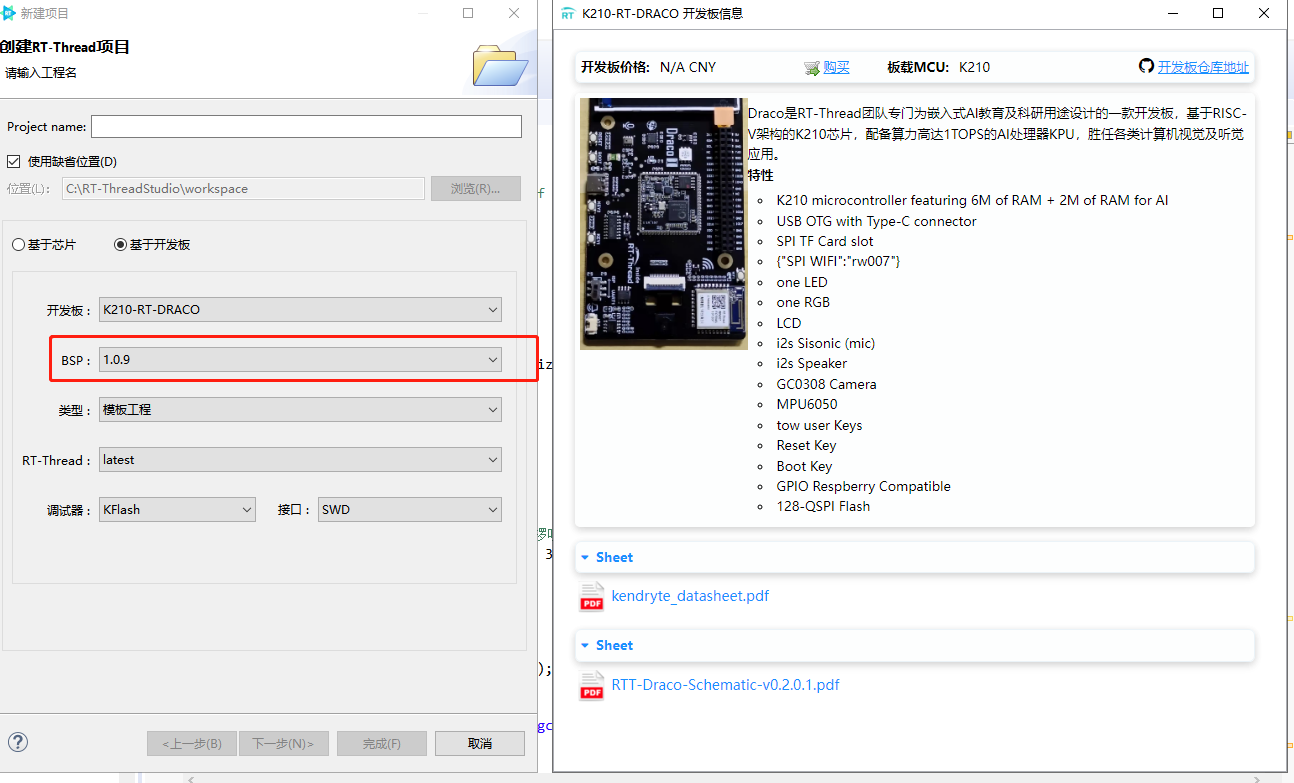 新建项目
创建RT-Thread项目
请输入工程名
Project name:
使用缺省位置(D)
位置(L):
C:\RT-ThreadStudio\workspace
浏览(R)...
基于芯片
基于开发板
开发板：
K210-RT-DRACO
BSP：
1.0.9
类型：
模板工程
RT-Thread：
latest
调试器：
KFlash
接口：
SWD
<上一步(B)
下一步(N)>
完成(F)
取消
f
iz
3
);
gc
RT
K210-RT-DRACO 开发板信息
开发板价格: N/A CNY
购买
板载MCU: K210
开发板仓库地址
Draco
RT-Thread
Draco是RT-Thread团队专门为嵌入式AI教育及科研用途设计的一款开发板，基于RISC-
V架构的K210芯片，配备算力高达1TOPS的AI处理器KPU，胜任各类计算机视觉及听觉
应用。
特性
K210 microcontroller featuring 6M of RAM + 2M of RAM for AI
USB OTG with Type-C connector
SPI TF Card slot
{"SPI WIFI":"rw007"}
one LED
one RGB
LCD
i2s Sisonic (mic)
i2s Speaker
GC0308 Camera
MPU6050
tow user Keys
Reset Key
Boot Key
GPIO Respberry Compatible
128-QSPI Flash
Sheet
PDF
kendryte_datasheet.pdf
Sheet
PDF
RTT-Draco-Schematic-v0.2.0.1.pdf